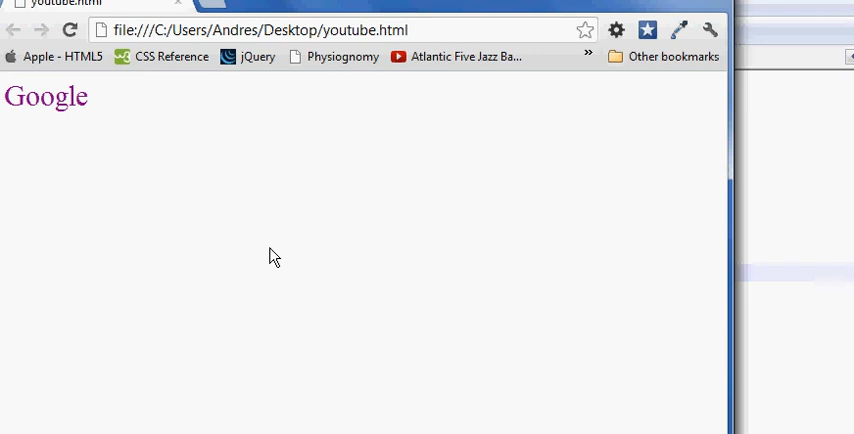 youtube.html
file:///C:/Users/Andres/Desktop/youtube.html
Apple - HTML5 CSS Reference jQuery Physiognomy Atlantic Five Jazz Ba... » Other bookmarks
Google